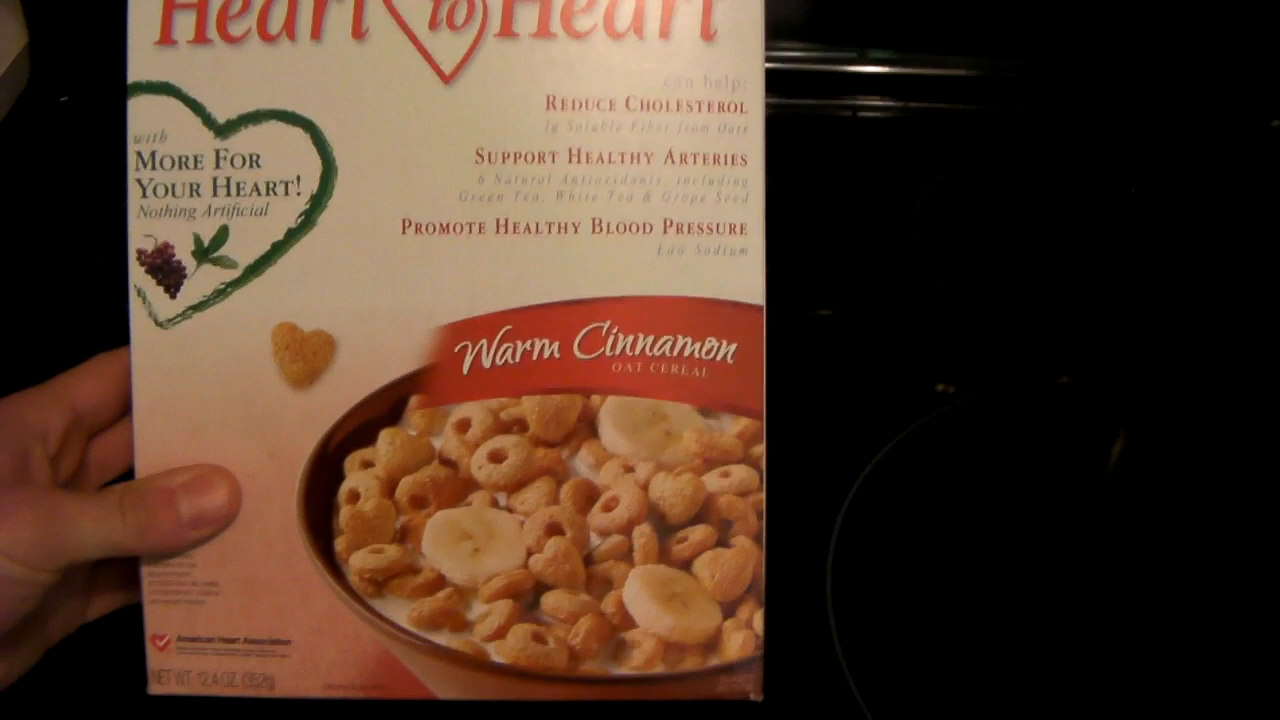 Heart to Heart
can help:
REDUCE CHOLESTEROL
1g Soluble Fiber from Oats
SUPPORT HEALTHY ARTERIES
6 Natural Antioxidants, including
Green Tea, White Tea & Grape Seed
PROMOTE HEALTHY BLOOD PRESSURE
Low Sodium
with
MORE FOR
YOUR HEART!
Nothing Artificial
Warm Cinnamon
OAT CEREAL
American Heart Association
NET WT. 12.4 OZ. (352g)